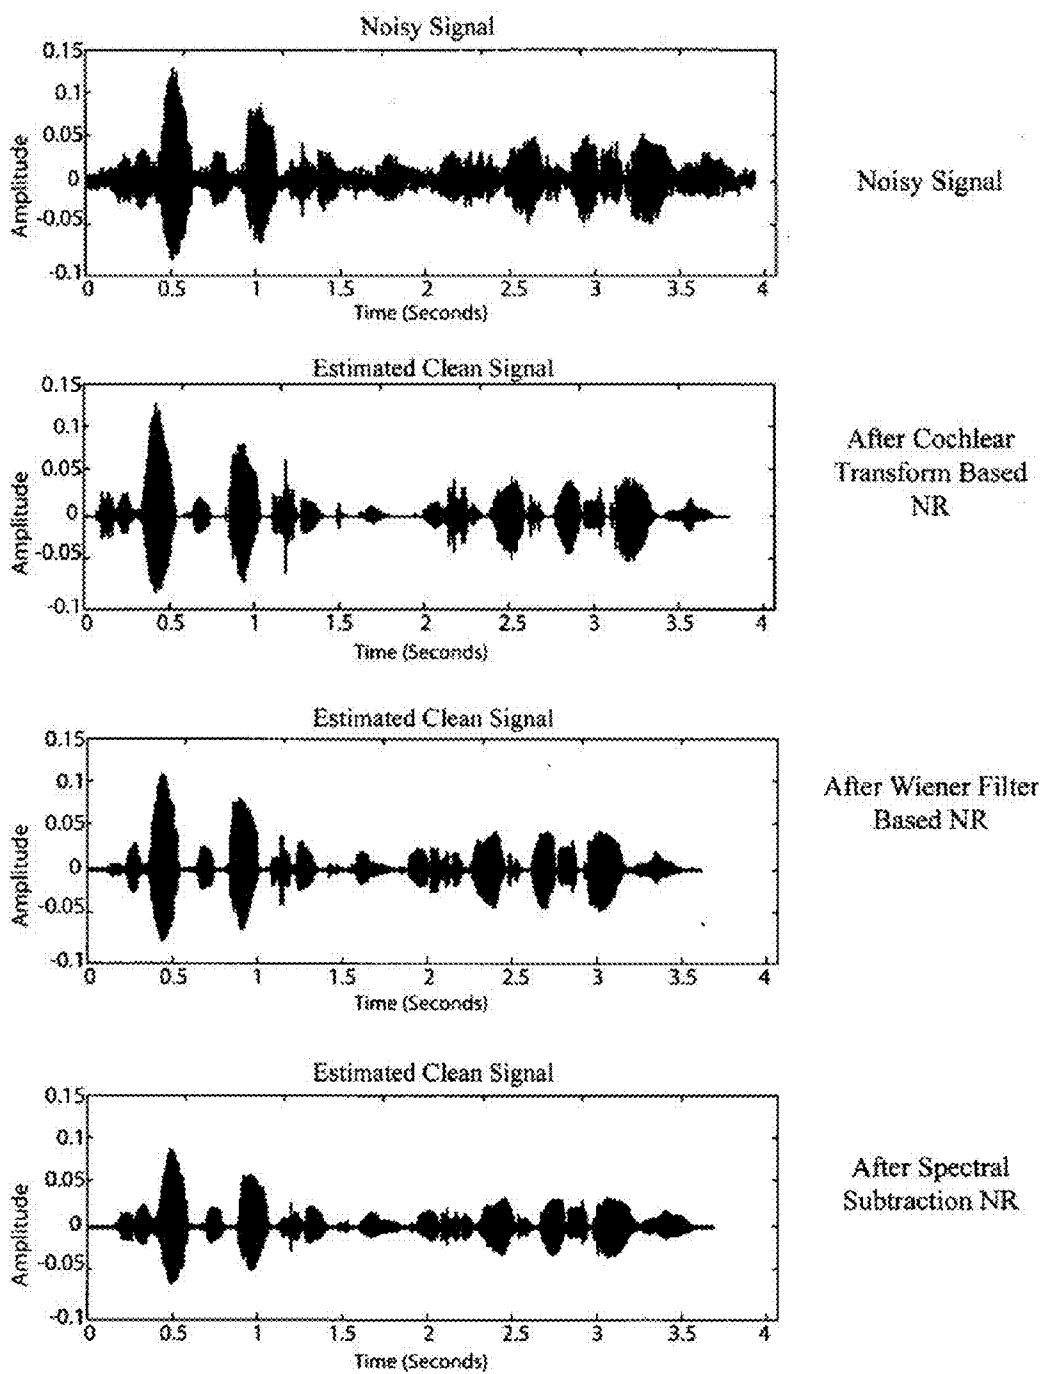 Noisy Signal
0.15
0.1
0.05
0
-0.05
-0.1
Amplitude
0 0.5 1 1.5 2 2.5 3 3.5 4
Time (Seconds)
Noisy Signal
Estimated Clean Signal
0.15
0.1
0.05
0
-0.05
-0.1
Amplitude
0.5 1 1.5 2 2.5 3 3.5 4
Time (Seconds)
After Cochlear
Transform Based
NR
Estimated Clean Signal
0.15
0.1
0.05
0
-0.05
-0.1
Amplitude
0 0.5 1 1.5 2 2.5 3 3.5 4
Time (Seconds)
After Wiener Filter
Based NR
Estimated Clean Signal
0.15
0.1
0.05
0
-0.05
-0.1
Amplitude
0 0.5 1 1.5 2 2.5 3 3.5 4
Time (Seconds)
After Spectral
Subtraction NR